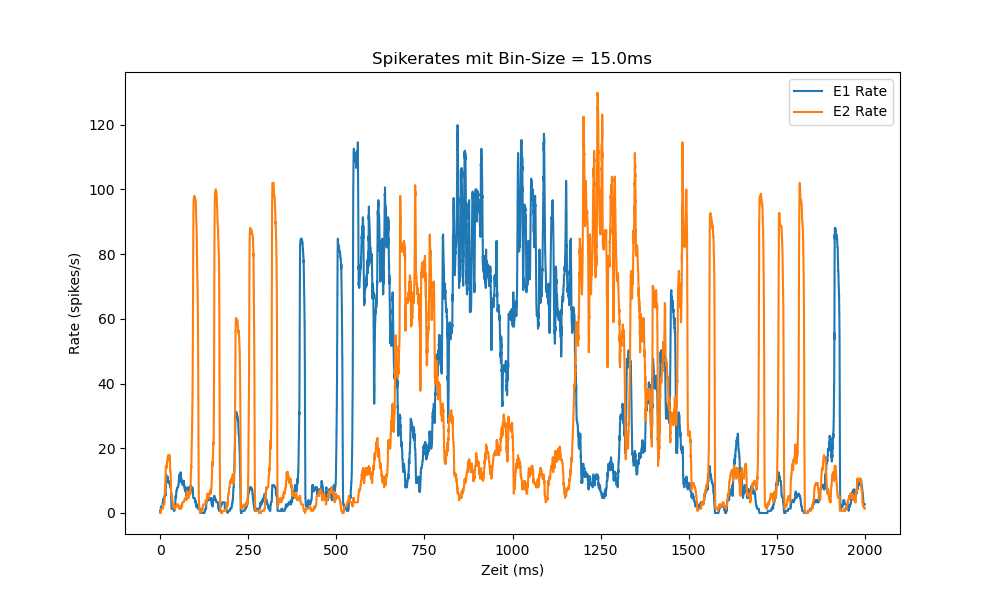 Spikerates mit Bin-Size = 15.0ms
E1 Rate
E2 Rate
Rate (spikes/s)
120
100
80
60
40
20
0
0 250 500 750 1000 1250 1500 1750 2000
Zeit (ms)